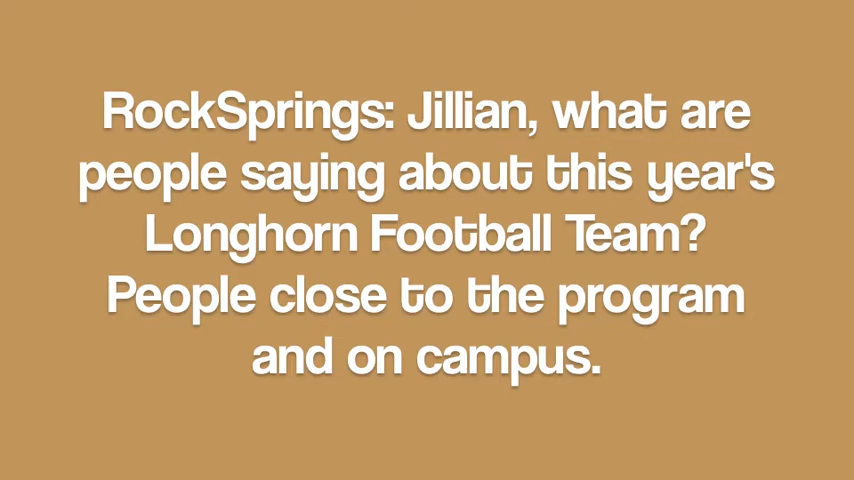 RockSprings: Jillian, what are
people saying about this year's
Longhorn Football Team?
People close to the program
and on campus.